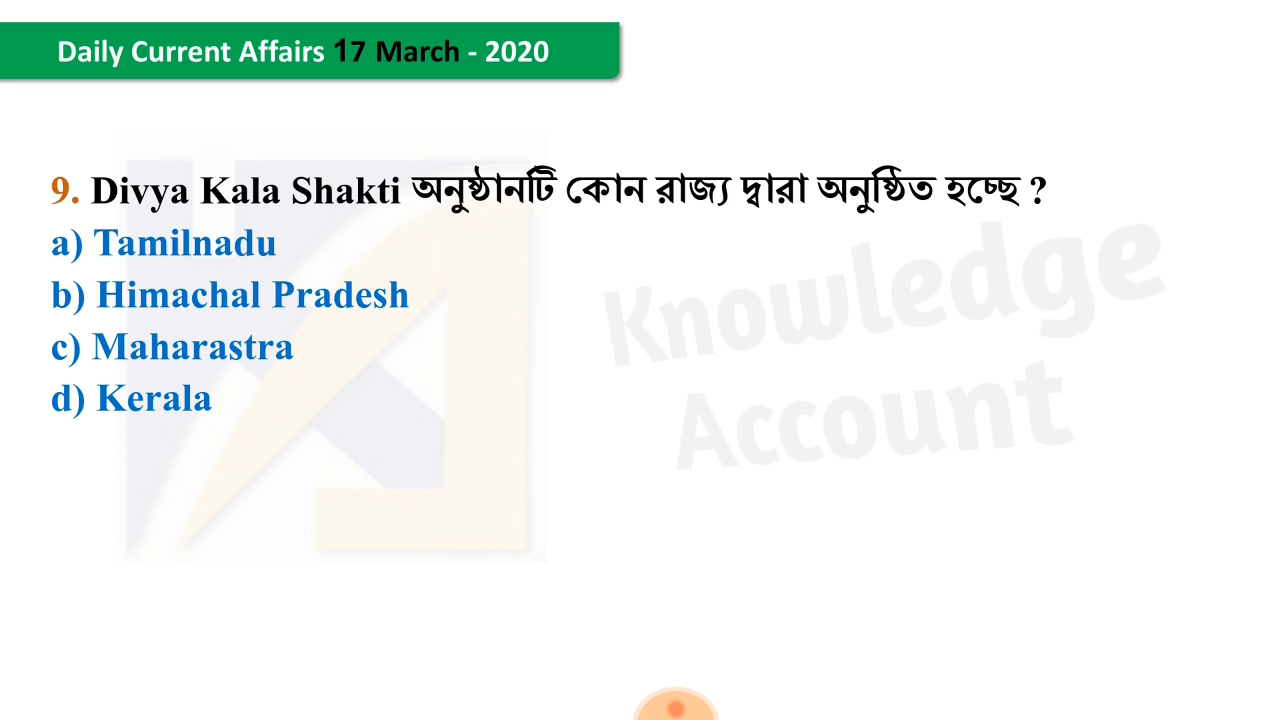 Daily Current Affairs 17 March - 2020
9. Divya Kala Shakti অনুষ্ঠানটি কোন রাজ্য দ্বারা অনুষ্ঠিত হচ্ছে ?
a) Tamilnadu
b) Himachal Pradesh
c) Maharastra
d) Kerala
Knowledge
Account